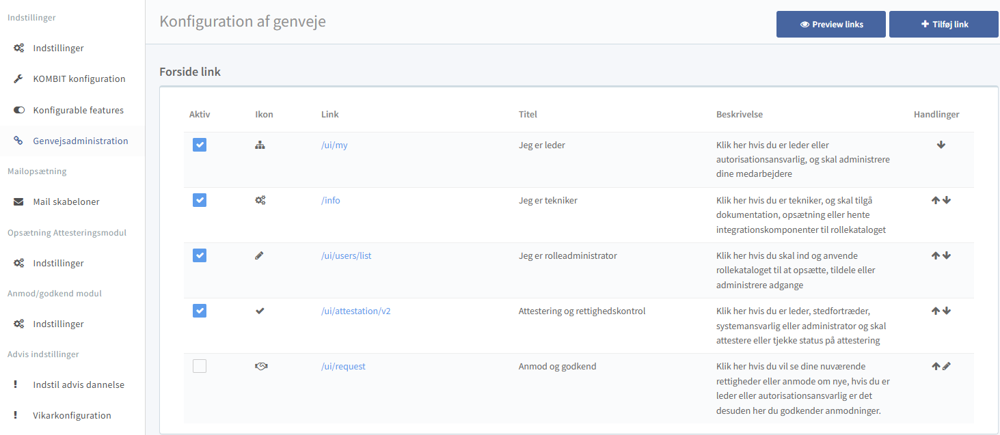 Indstillinger
Indstillinger
KOMBIT konfiguration
Konfigurable features
Genvejsadministration
Mailopsætning
Mail skabeloner
Opsætning Attesteringsmodul
Indstillinger
Anmod/godkend modul
Indstillinger
Advis indstillinger
Indstil advis dannelse
Vikarkonfiguration
Konfiguration af genveje
Preview links
Tilføj link
Forside link
Aktiv Ikon Link Titel Beskrivelse Handlinger
/ui/my Jeg er leder Klik her hvis du er leder eller
autorisationsansvarlig, og skal administrere
dine medarbejdere
/info Jeg er tekniker Klik her hvis du er tekniker, og skal tilgå
dokumentation, opsætning eller hente
integrationskomponenter til rollekataloget
/ui/users/list Jeg er rolleadministrator Klik her hvis du skal ind og anvende
rollekataloget til at opsætte, tildele eller
administrere adgange
/ui/attestation/v2 Attestering og rettighedskontrol Klik her hvis du er leder, stedfortræder,
systemansvarlig eller administrator og skal
attestere eller tjekke status på attestering
/ui/request Anmod og godkend Klik her hvis du vil se dine nuværende
rettigheder eller anmode om nye, hvis du er
leder eller autorisationsansvarlig er det
desuden her du godkender anmodninger.